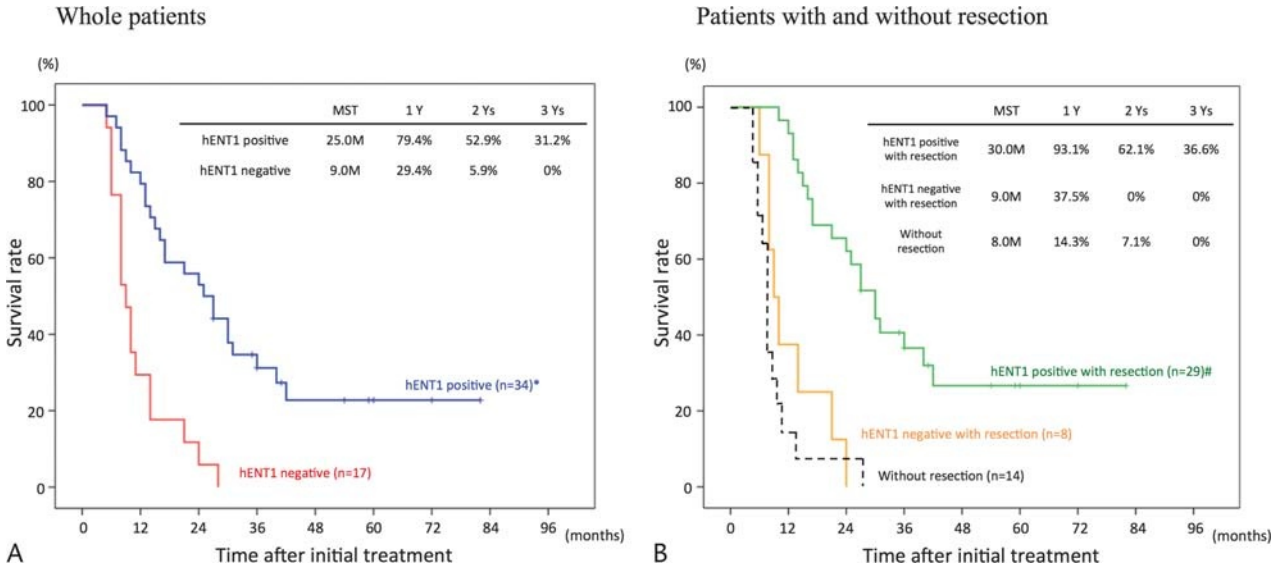 Whole patients
(%)
100
80
60
40
20
0
Survival rate
MST 1 Y 2 Ys 3 Ys
hENT1 positive 25.0M 79.4% 52.9% 31.2%
hENT1 negative 9.0M 29.4% 5.9% 0%
hENT1 positive (n=34)*
hENT1 negative (n=17)
0 12 24 36 48 60 72 84 96 (months)
Time after initial treatment
A
Patients with and without resection
(%)
100
80
60
40
20
0
Survival rate
MST 1 Y 2 Ys 3 Ys
hENT1 positive
with resection 30.0M 93.1% 62.1% 36.6%
hENT1 negative
with resection 9.0M 37.5% 0% 0%
Without
resection 8.0M 14.3% 7.1% 0%
hENT1 positive with resection (n=29)#
hENT1 negative with resection (n=8)
Without resection (n=14)
0 12 24 36 48 60 72 84 96 (months)
Time after initial treatment
B